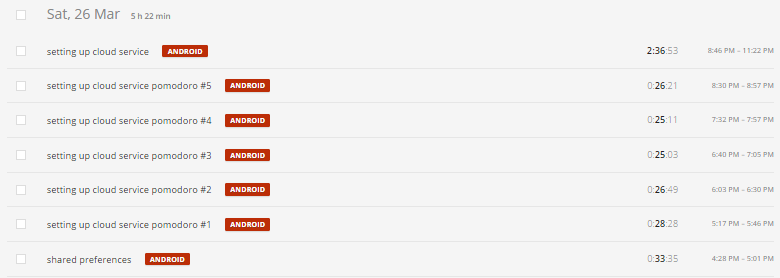 Sat, 26 Mar 5 h 22 min
setting up cloud service ANDROID 2:36:53 8:46 PM – 11:22 PM
setting up cloud service pomodoro #5 ANDROID 0:26:21 8:30 PM – 8:57 PM
setting up cloud service pomodoro #4 ANDROID 0:25:11 7:32 PM – 7:57 PM
setting up cloud service pomodoro #3 ANDROID 0:25:03 6:40 PM – 7:05 PM
setting up cloud service pomodoro #2 ANDROID 0:26:49 6:03 PM – 6:30 PM
setting up cloud service pomodoro #1 ANDROID 0:28:28 5:17 PM – 5:46 PM
shared preferences ANDROID 0:33:35 4:28 PM – 5:01 PM